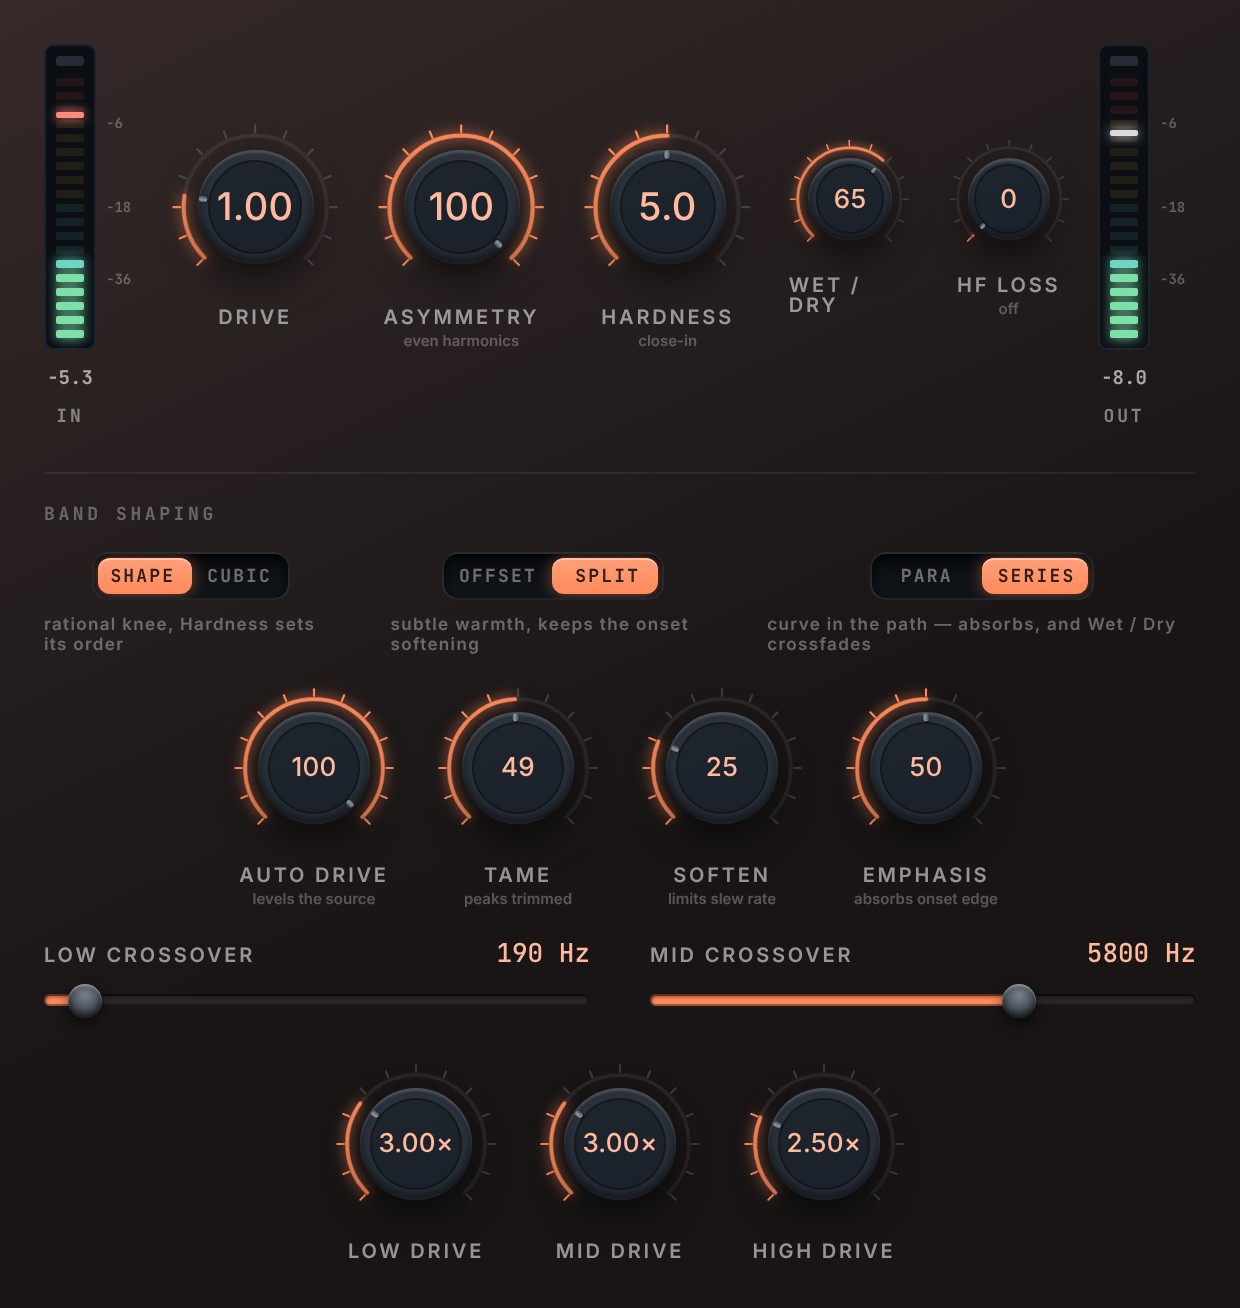 -6
-18
-36
-5.3
IN
1.00
DRIVE
100
ASYMMETRY
even harmonics
5.0
HARDNESS
close-in
65
WET /
DRY
0
HF LOSS
off
-6
-18
-36
-8.0
OUT
BAND SHAPING
SHAPE CUBIC
rational knee, Hardness sets
its order
OFFSET SPLIT
subtle warmth, keeps the onset
softening
PARA SERIES
curve in the path — absorbs, and Wet / Dry
crossfades
100
AUTO DRIVE
levels the source
49
TAME
peaks trimmed
25
SOFTEN
limits slew rate
50
EMPHASIS
absorbs onset edge
LOW CROSSOVER 190 Hz
MID CROSSOVER 5800 Hz
3.00×
LOW DRIVE
3.00×
MID DRIVE
2.50×
HIGH DRIVE